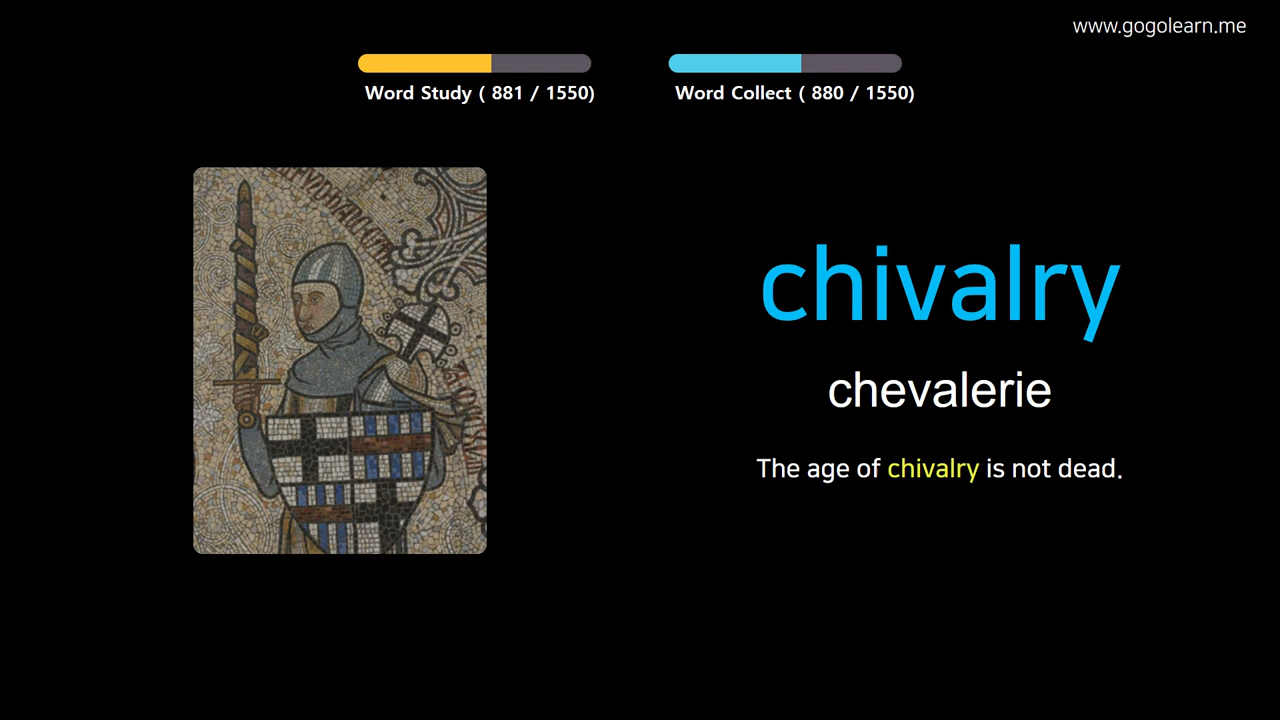 www.gogolearn.me
Word Study ( 881 / 1550)
Word Collect ( 880 / 1550)
chivalry
chevalerie
The age of chivalry is not dead.